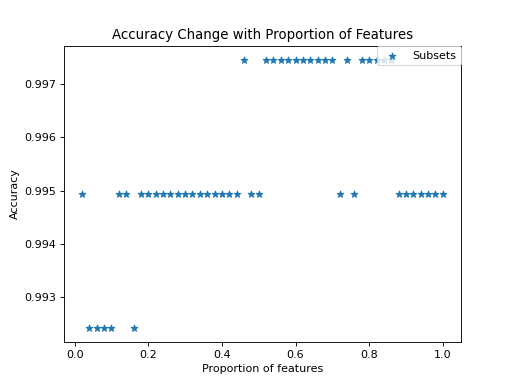 Accuracy Change with Proportion of Features
Subsets
0.997
0.996
0.995
0.994
0.993
Accuracy
0.0 0.2 0.4 0.6 0.8 1.0
Proportion of features